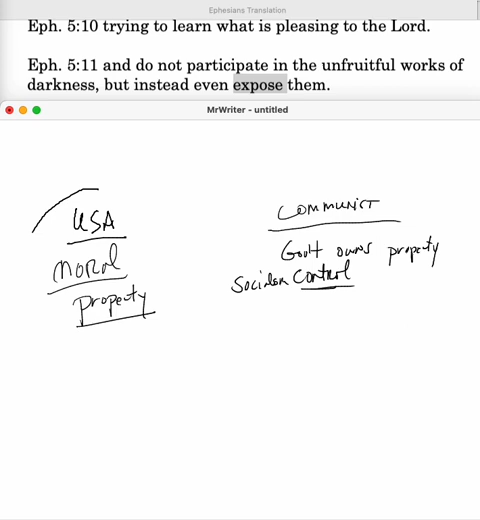 Ephesians Translation
Eph. 5:10 trying to learn what is pleasing to the Lord.
Eph. 5:11 and do not participate in the unfruitful works of
darkness, but instead even expose them.
MrWriter - untitled
USA
Moral
Property
COMMUNIST
Gov't owns property
Control